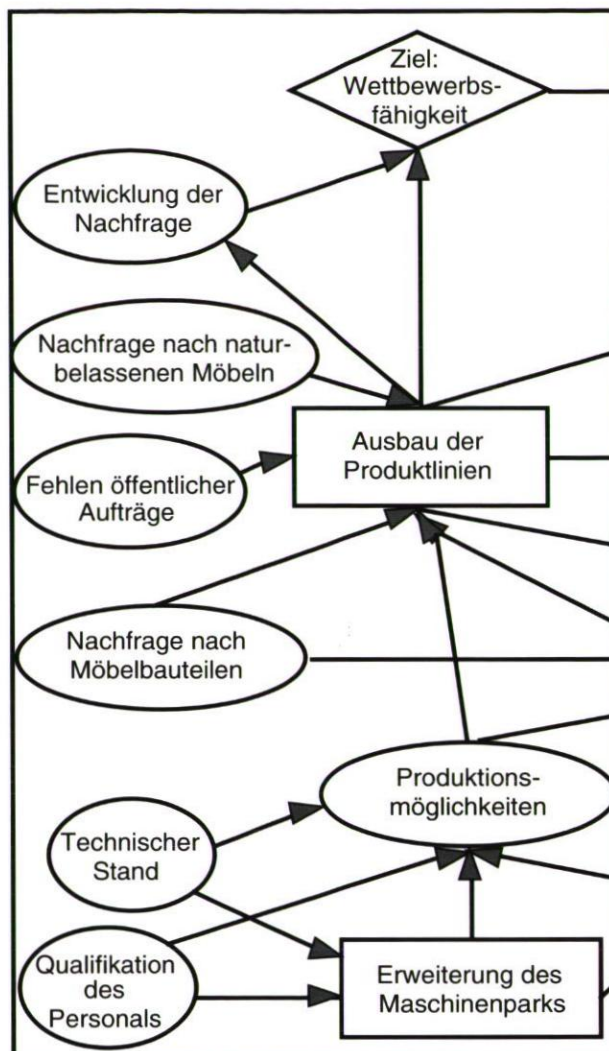 Ziel:
Wettbewerbs-
fähigkeit
Entwicklung der
Nachfrage
Nachfrage nach natur-
belassenen Möbeln
Ausbau der
Produktlinien
Fehlen öffentlicher
Aufträge
Nachfrage nach
Möbelbauteilen
Produktions-
möglichkeiten
Technischer
Stand
Qualifikation
des
Personals
Erweiterung des
Maschinenparks